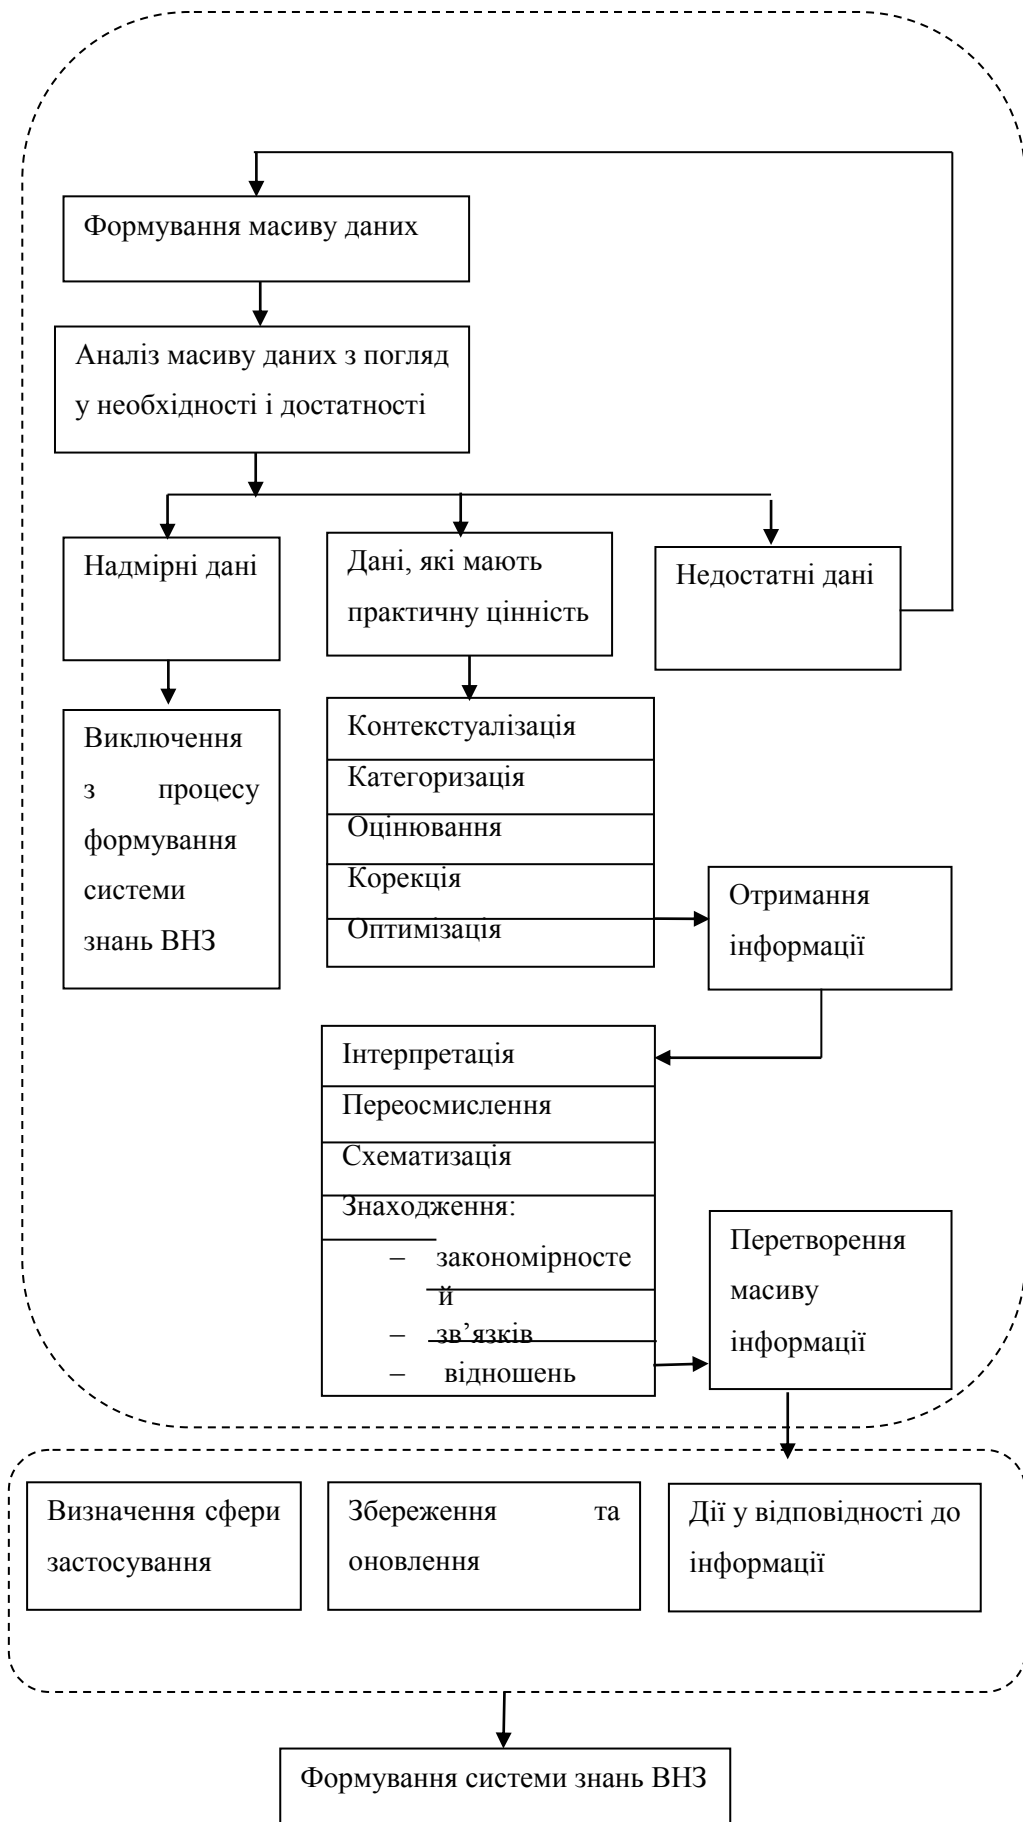 Формування масиву даних
Аналіз масиву даних з погляд
у необхідності і достатності
Надмірні дані
Дані, які мають
практичну цінність
Недостатні дані
Виключення
з процесу
формування
системи
знань ВНЗ
Контекстуалізація
Категоризація
Оцінювання
Корекція
Оптимізація
Отримання
інформації
Інтерпретація
Переосмислення
Схематизація
Знаходження:
– закономірносте
й
– зв’язків
– відношень
Перетворення
масиву
інформації
Визначення сфери
застосування
Збереження та
оновлення
Дії у відповідності до
інформації
Формування системи знань ВНЗ